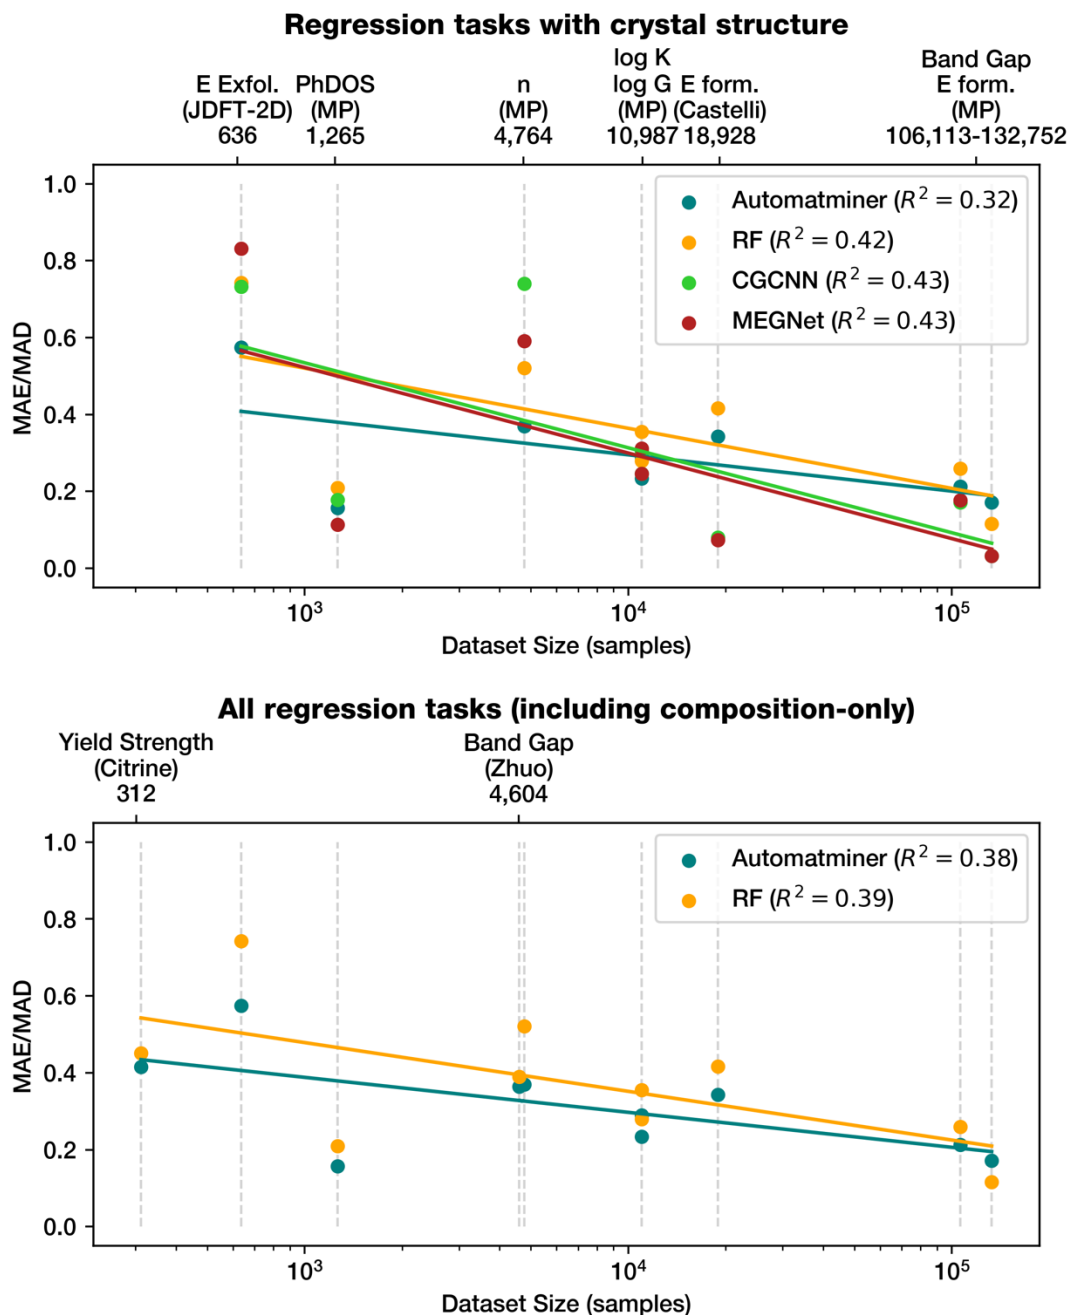 Regression tasks with crystal structure
E Exfol.
(JDFT-2D)
636
PhDOS
(MP)
1,265
n
(MP)
4,764
log K
log G
(MP)
10,987
E form.
(Castelli)
18,928
Band Gap
E form.
(MP)
106,113-132,752
1.0
0.8
0.6
0.4
0.2
0.0
MAE/MAD
Automatminer (R² = 0.32)
RF (R² = 0.42)
CGCNN (R² = 0.43)
MEGNet (R² = 0.43)
10³
10⁴
10⁵
Dataset Size (samples)
All regression tasks (including composition-only)
Yield Strength
(Citrine)
312
Band Gap
(Zhuo)
4,604
1.0
0.8
0.6
0.4
0.2
0.0
MAE/MAD
Automatminer (R² = 0.38)
RF (R² = 0.39)
10³
10⁴
10⁵
Dataset Size (samples)